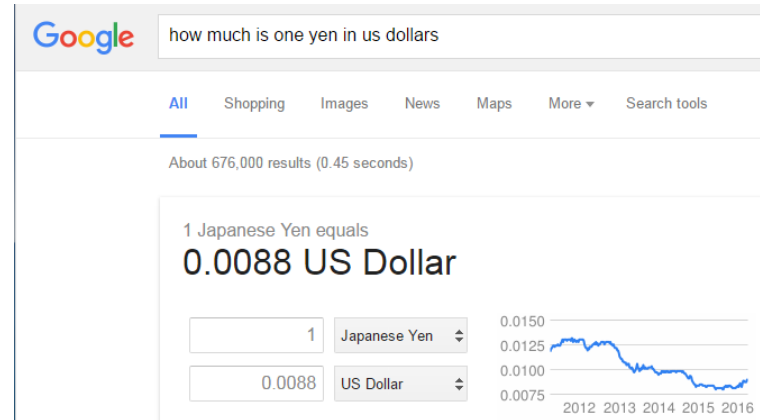 Google how much is one yen in us dollars
All Shopping Images News Maps More Search tools
About 676,000 results (0.45 seconds)
1 Japanese Yen equals
0.0088 US Dollar
1 Japanese Yen
0.0088 US Dollar
0.0150
0.0125
0.0100
0.0075
2012 2013 2014 2015 2016